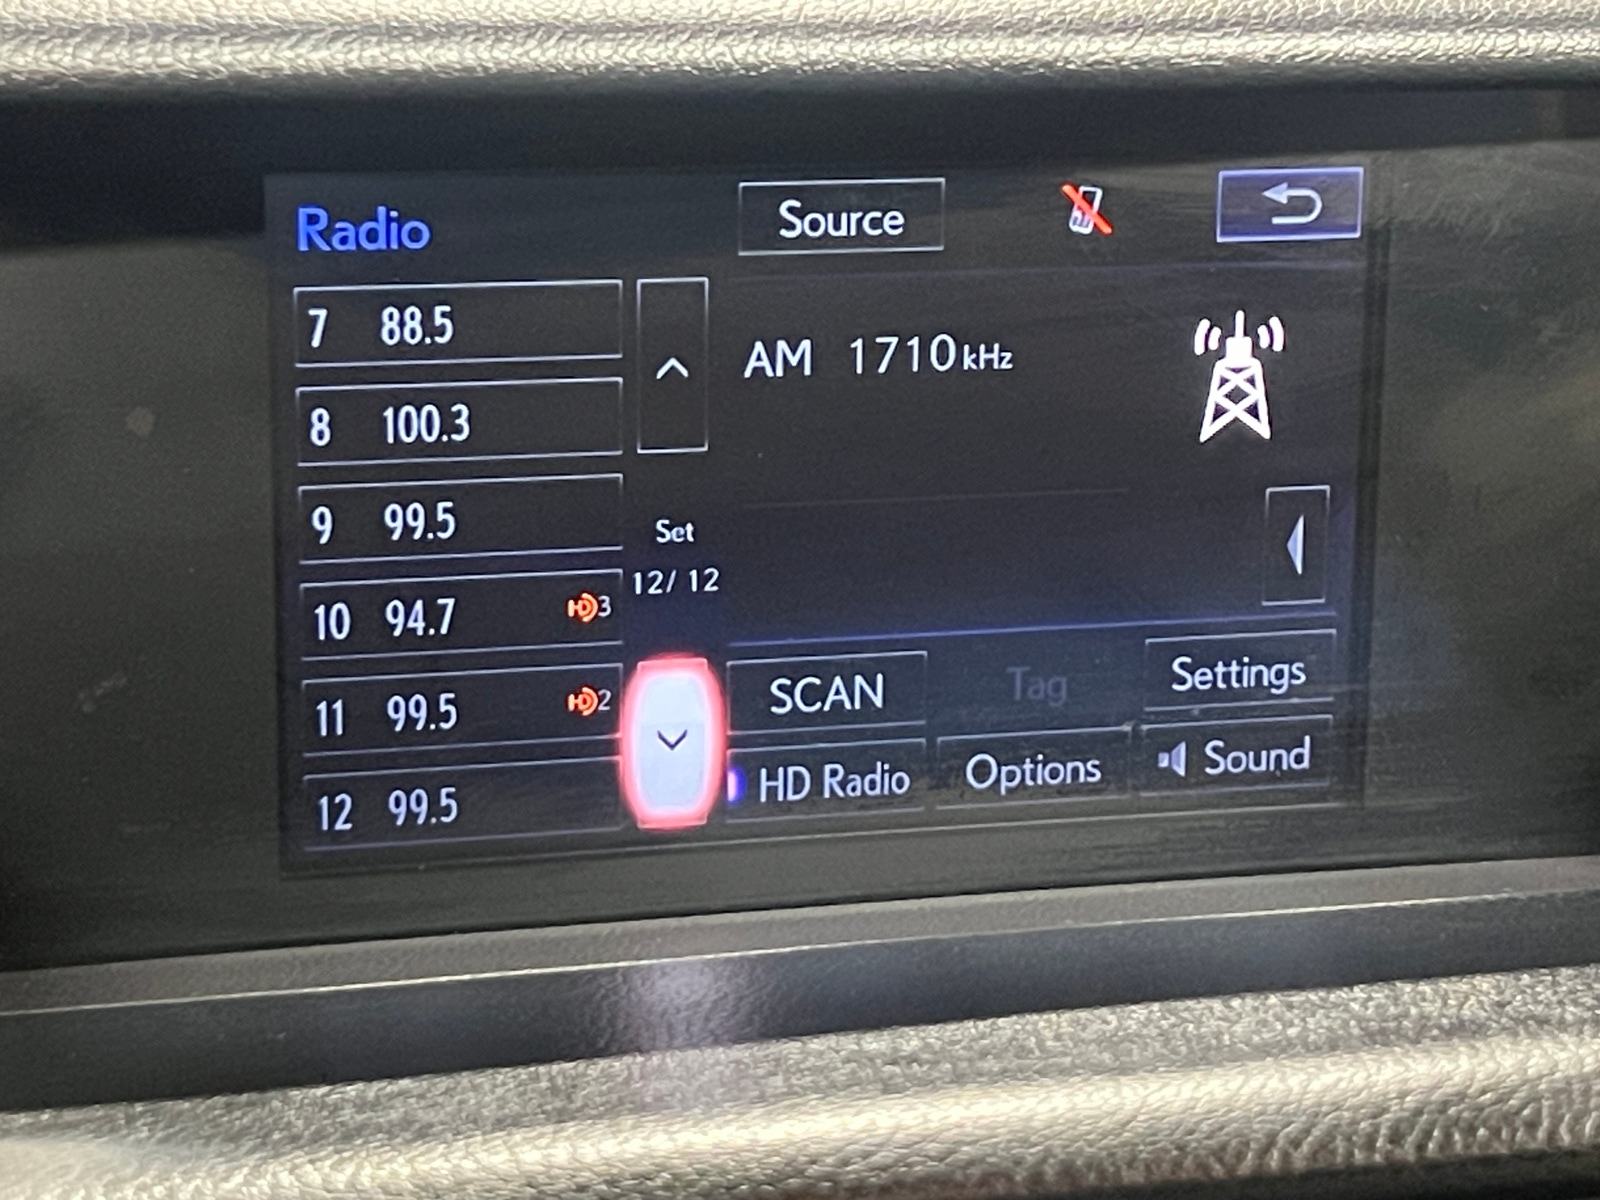 Radio
Source
7 88.5
8 100.3
9 99.5
10 94.7 HD3
11 99.5 HD2
12 99.5
Set
12/12
AM 1710kHz
SCAN
Tag
Settings
HD Radio
Options
Sound